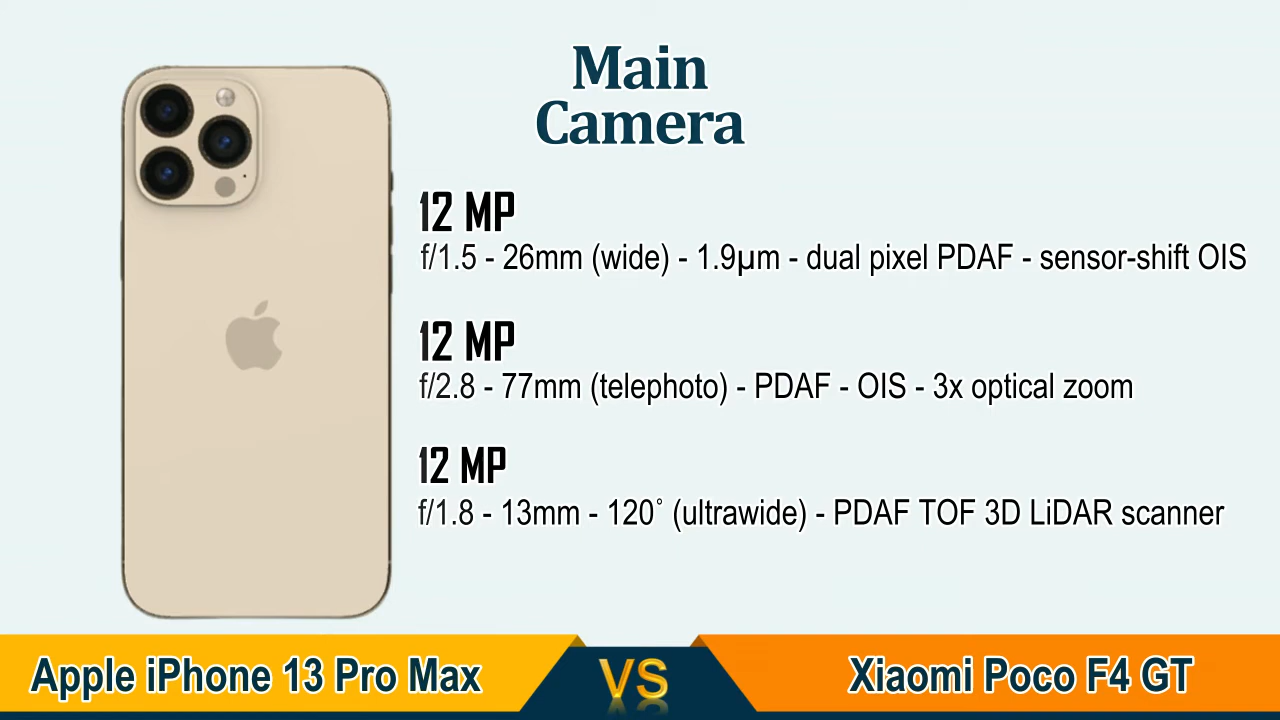 Main
Camera
12 MP
f/1.5 - 26mm (wide) - 1.9µm - dual pixel PDAF - sensor-shift OIS
12 MP
f/2.8 - 77mm (telephoto) - PDAF - OIS - 3x optical zoom
12 MP
f/1.8 - 13mm - 120˚ (ultrawide) - PDAF TOF 3D LiDAR scanner
Apple iPhone 13 Pro Max VS Xiaomi Poco F4 GT